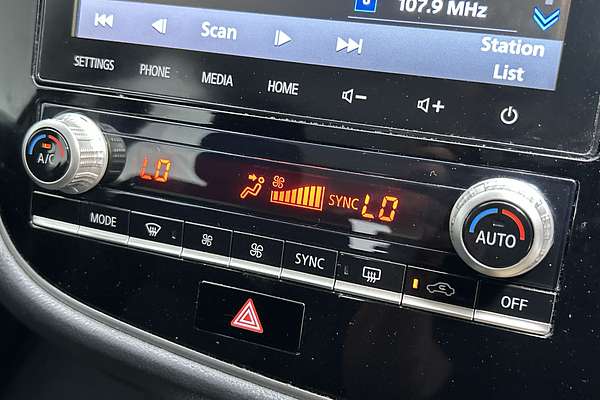 107.9 MHz
Scan
Station
List
SETTINGS
PHONE
MEDIA
HOME
A/C
LO
SYNC
LO
AUTO
MODE
SYNC
OFF